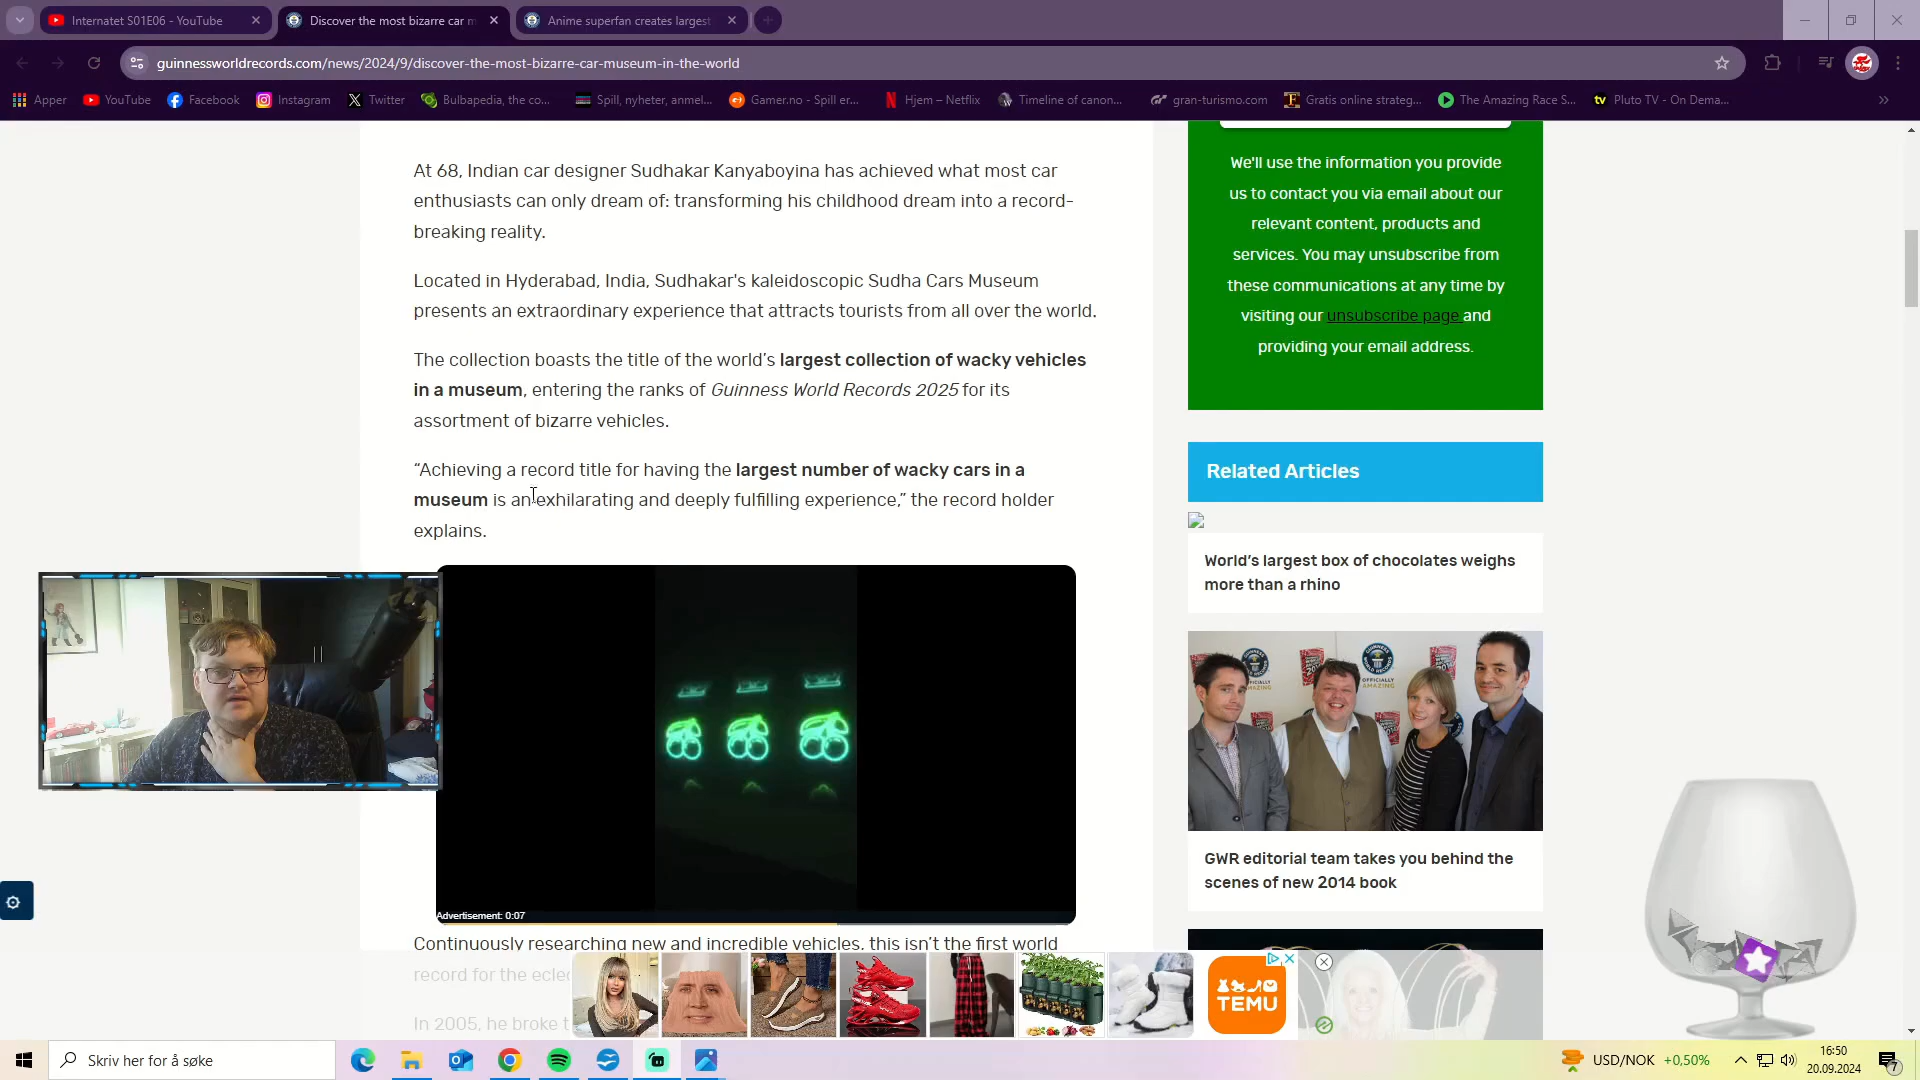 Internatet S01E06 - YouTube
Discover the most bizarre car m
Anime superfan creates largest
guinnessworldrecords.com/news/2024/9/discover-the-most-bizarre-car-museum-in-the-world
Apper
YouTube
Facebook
Instagram
Twitter
Bulbapedia, the co...
Spill, nyheter, anmel...
Gamer.no - Spill er...
Hjem – Netflix
Timeline of canon...
gran-turismo.com
Gratis online strateg...
The Amazing Race S...
Pluto TV - On Dema...
At 68, Indian car designer Sudhakar Kanyaboyina has achieved what most car
enthusiasts can only dream of: transforming his childhood dream into a record-
breaking reality.
Located in Hyderabad, India, Sudhakar's kaleidoscopic Sudha Cars Museum
presents an extraordinary experience that attracts tourists from all over the world.
The collection boasts the title of the world’s largest collection of wacky vehicles
in a museum, entering the ranks of Guinness World Records 2025 for its
assortment of bizarre vehicles.
“Achieving a record title for having the largest number of wacky cars in a
museum is an exhilarating and deeply fulfilling experience,” the record holder
explains.
Advertisement: 0:07
Continuously researching new and incredible vehicles, this isn’t the first world
record for the ecle
In 2005, he broke t
We'll use the information you provide
us to contact you via email about our
relevant content, products and
services. You may unsubscribe from
these communications at any time by
visiting our unsubscribe page and
providing your email address.
Related Articles
World’s largest box of chocolates weighs
more than a rhino
GWR editorial team takes you behind the
scenes of new 2014 book
TEMU
Skriv her for å søke
USD/NOK +0,50%
16:50
20.09.2024
7